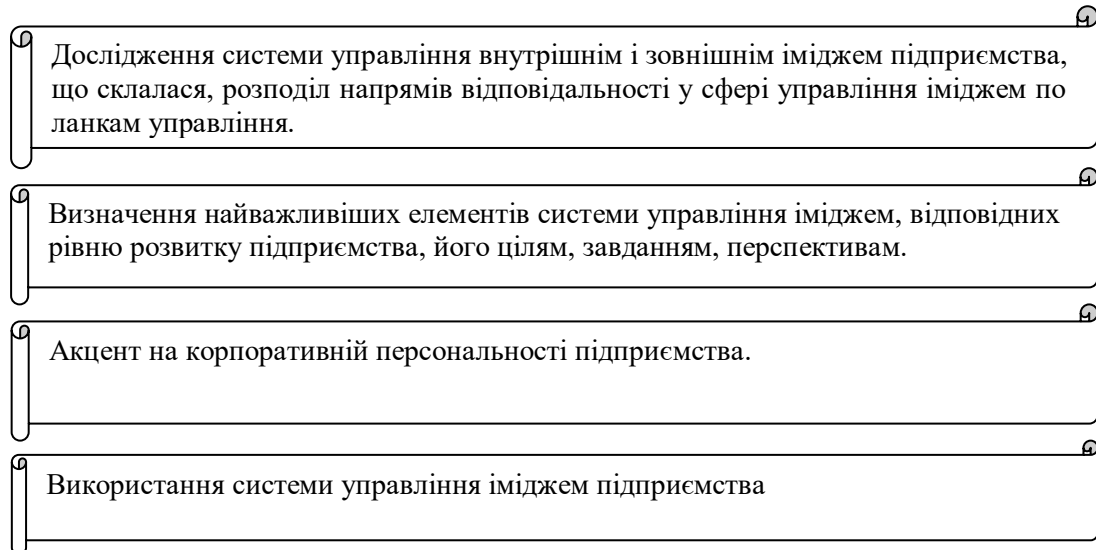 Дослідження системи управління внутрішнім і зовнішнім іміджем підприємства,
що склалася, розподіл напрямів відповідальності у сфері управління іміджем по
ланкам управління.
Визначення найважливіших елементів системи управління іміджем, відповідних
рівню розвитку підприємства, його цілям, завданням, перспективам.
Акцент на корпоративній персональності підприємства.
Використання системи управління іміджем підприємства